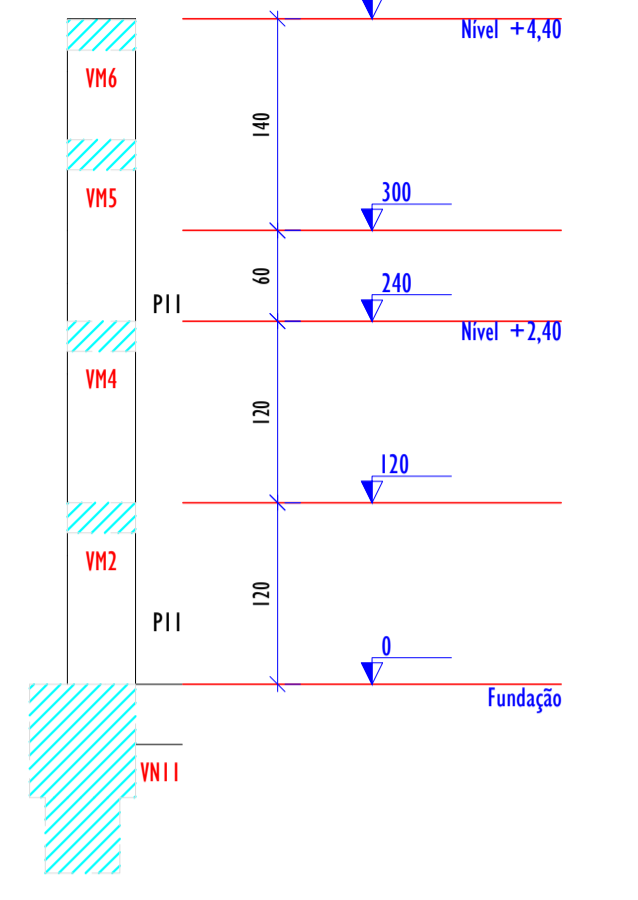 Nível +4,40
VM6
140
300
VM5
60
240
P11
Nível +2,40
VM4
120
120
VM2
120
P11
0
Fundação
VN11